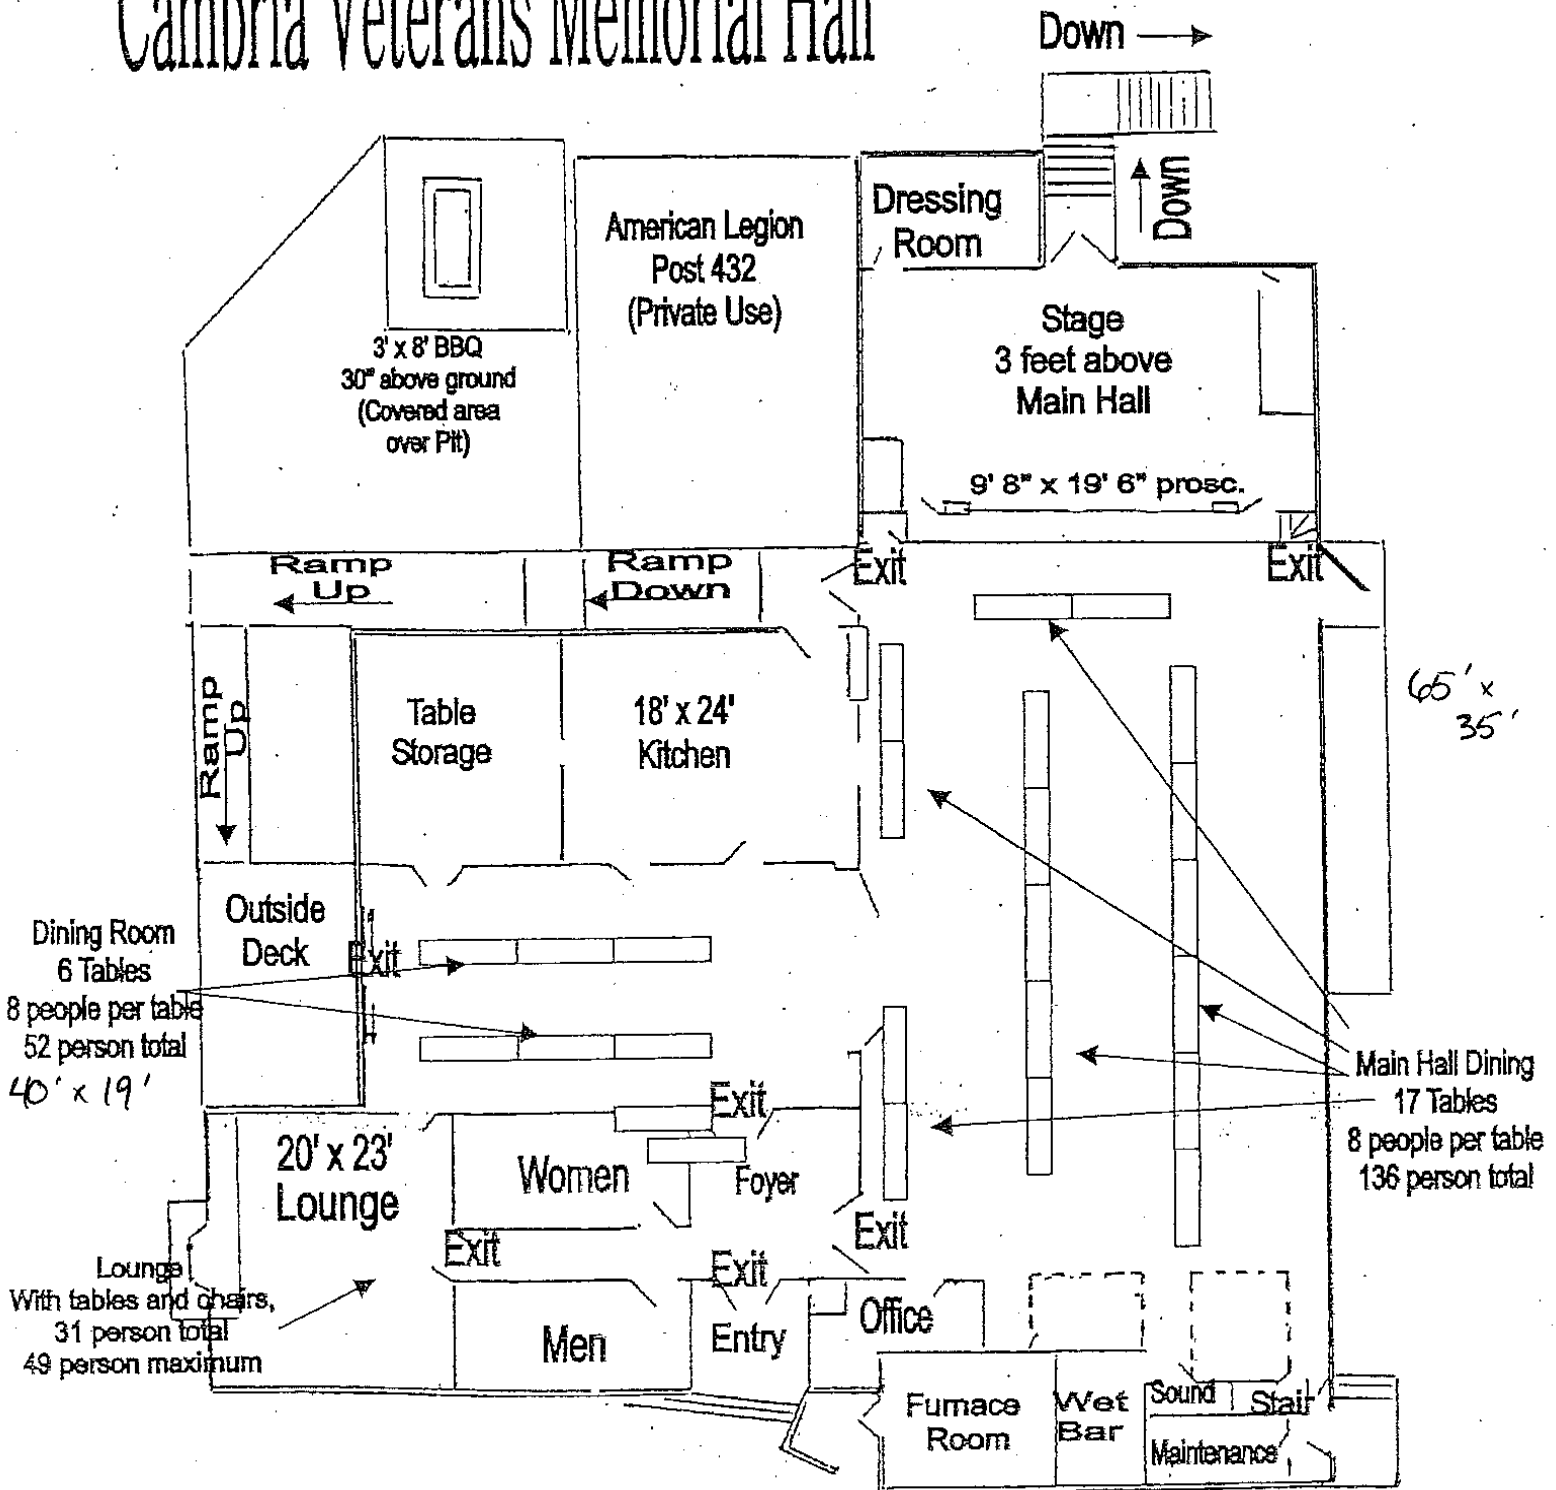 Cambria Veterans Memorial Hall
Down
Down
Dressing
Room
American Legion
Post 432
(Private Use)
Stage
3 feet above
Main Hall
3' x 8' BBQ
30" above ground
(Covered area
over Pit)
9' 8" x 19' 6" prosc.
Ramp
Up
Ramp
Down
Exit
Exit
Ramp
Up
Table
Storage
18' x 24'
Kitchen
65' x
35'
Outside
Deck
Exit
Dining Room
6 Tables
8 people per table
52 person total
40' x 19'
Main Hall Dining
17 Tables
8 people per table
136 person total
Exit
20' x 23'
Lounge
Women
Foyer
Exit
Exit
Exit
Lounge
With tables and chairs,
31 person total
49 person maximum
Men
Entry
Office
Furnace
Room
Wet
Bar
Sound
Stair
Maintenance